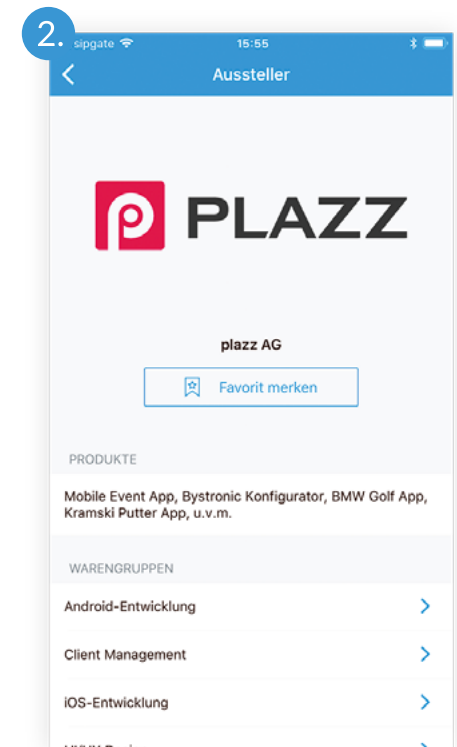 2.
sipgate 15:55
Aussteller
PLAZZ
plazz AG
Favorit merken
PRODUKTE
Mobile Event App, Bystronic Konfigurator, BMW Golf App,
Kramski Putter App, u.v.m.
WARENGRUPPEN
Android-Entwicklung
Client Management
iOS-Entwicklung